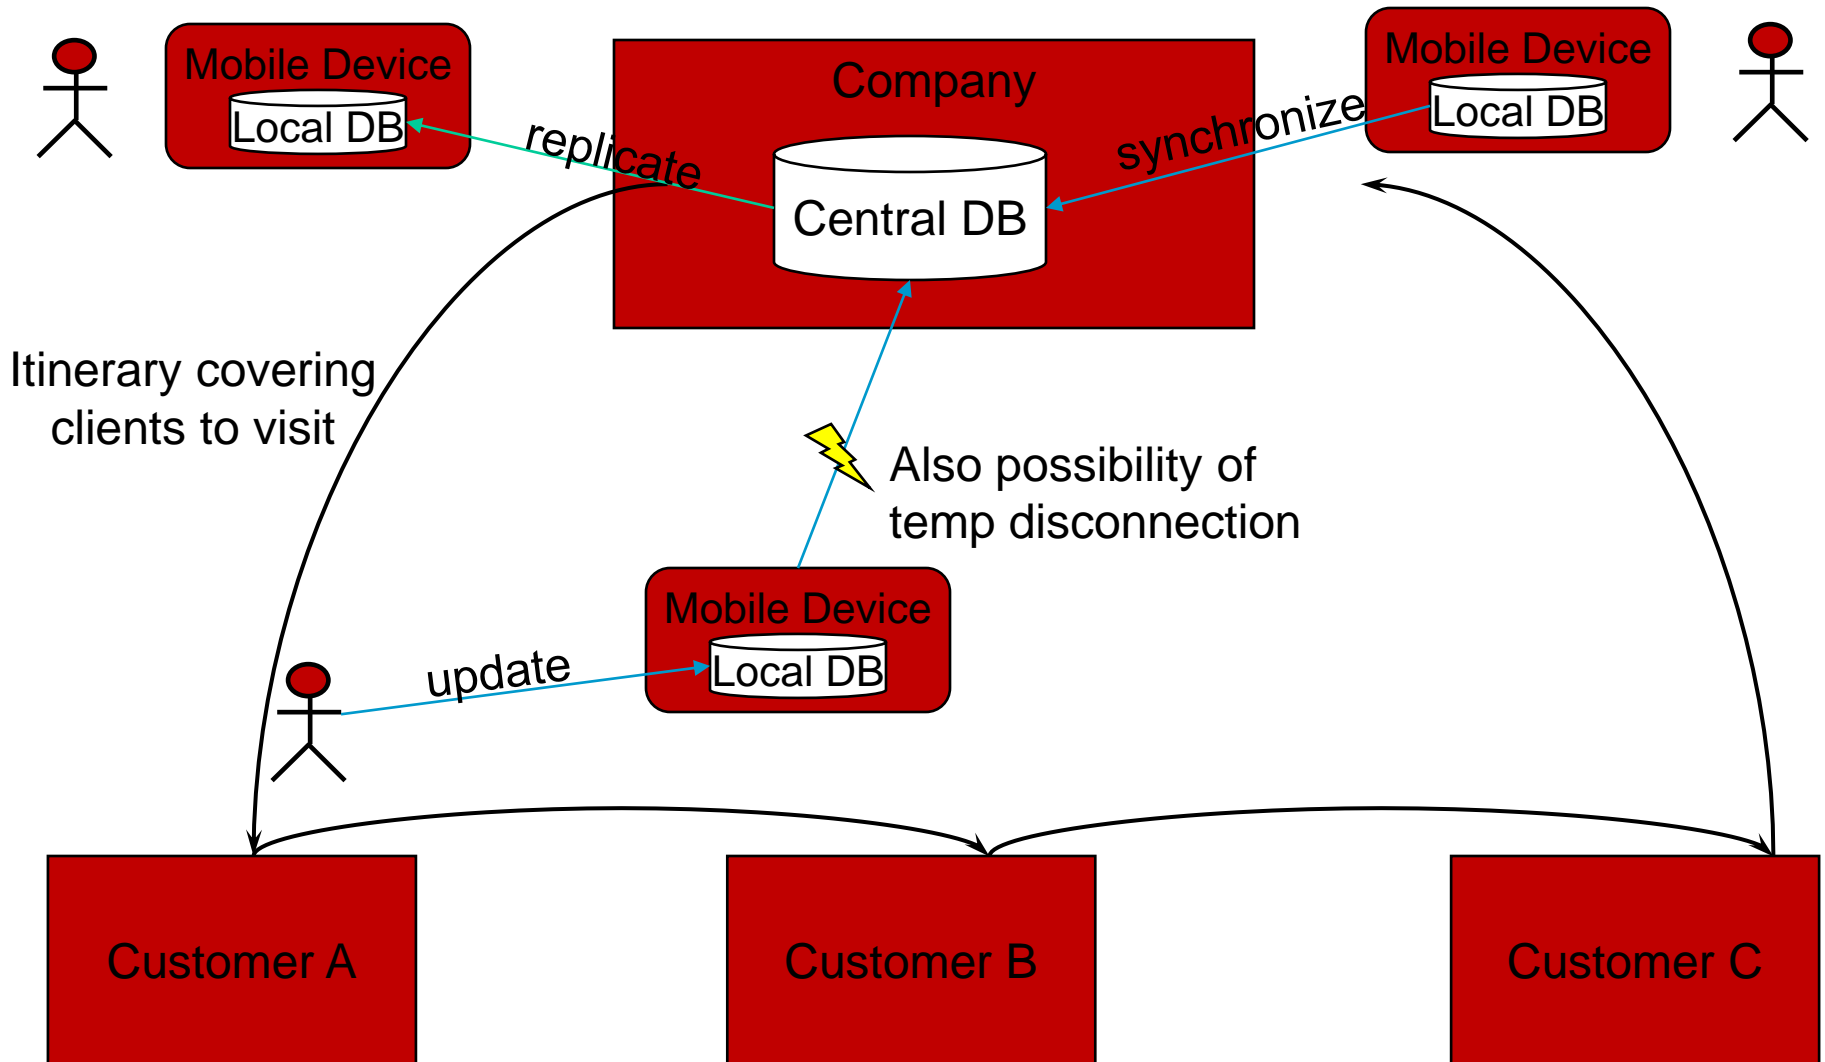 Mobile Device
Local DB
replicate
Company
Central DB
synchronize
Mobile Device
Local DB
Itinerary covering
clients to visit
Also possibility of
temp disconnection
update
Mobile Device
Local DB
Customer A
Customer B
Customer C